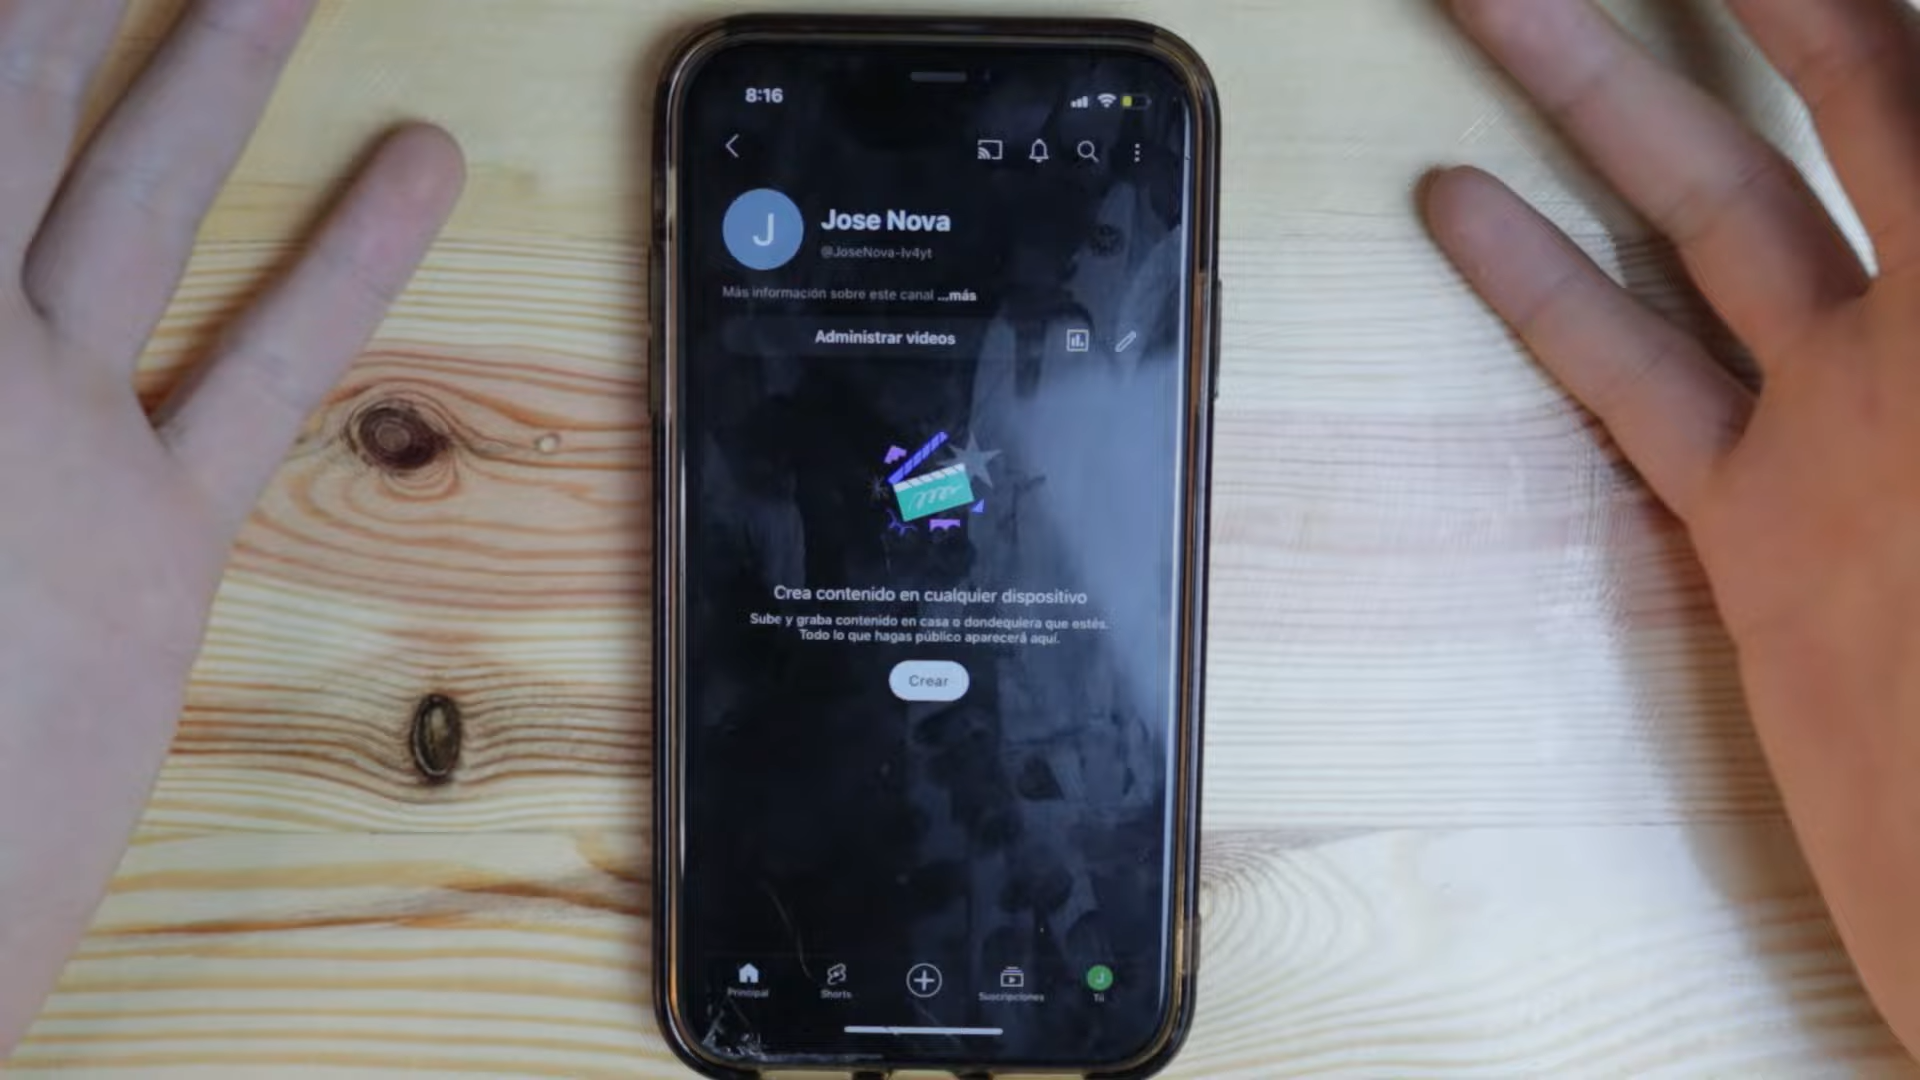 8:16
J
Jose Nova
@JoseNova-lv4yt
Más información sobre este canal ...más
Administrar videos
Crea contenido en cualquier dispositivo
Sube y graba contenido en casa o dondequiera que estés.
Todo lo que hagas público aparecerá aquí.
Crear
J
Principal Shorts Suscripciones Tú